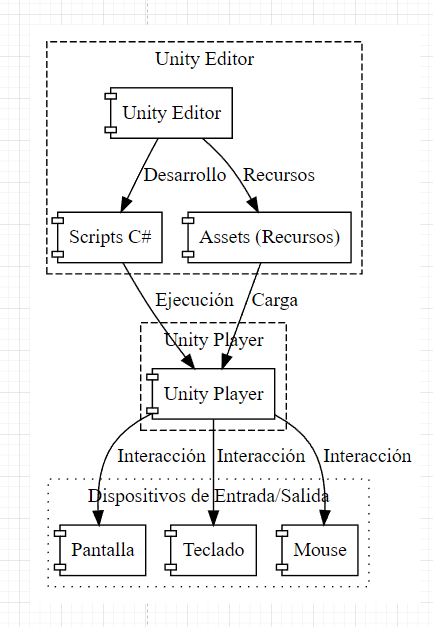 Unity Editor
Unity Editor
Desarrollo
Recursos
Scripts C#
Assets (Recursos)
Ejecución
Carga
Unity Player
Unity Player
Interacción
Interacción
Interacción
Dispositivos de Entrada/Salida
Pantalla
Teclado
Mouse